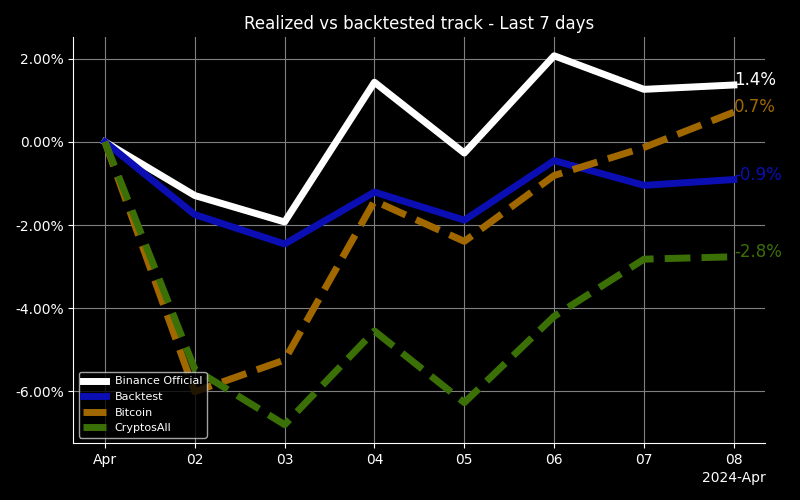 Realized vs backtested track - Last 7 days
2.00%
0.00%
-2.00%
-4.00%
-6.00%
1.4%
0.7%
-0.9%
-2.8%
Binance Official
Backtest
Bitcoin
CryptosAll
Apr 02 03 04 05 06 07 08
2024-Apr